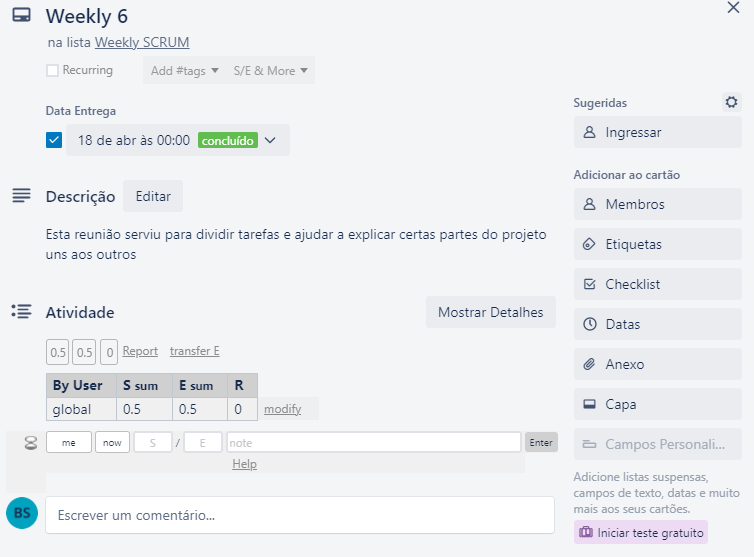 Weekly 6
na lista Weekly SCRUM
Recurring Add #tags S/E & More
Data Entrega
18 de abr às 00:00 concluído
Descrição Editar
Esta reunião serviu para dividir tarefas e ajudar a explicar certas partes do projeto
uns aos outros
Atividade Mostrar Detalhes
0.5 0.5 0 Report transfer E
By User S sum E sum R
global 0.5 0.5 0 modify
me now S / E note Enter
Help
BS Escrever um comentário...
Sugeridas
Ingressar
Adicionar ao cartão
Membros
Etiquetas
Checklist
Datas
Anexo
Capa
Campos Personali...
Adicione listas suspensas,
campos de texto, datas e muito
mais aos seus cartões.
Iniciar teste gratuito